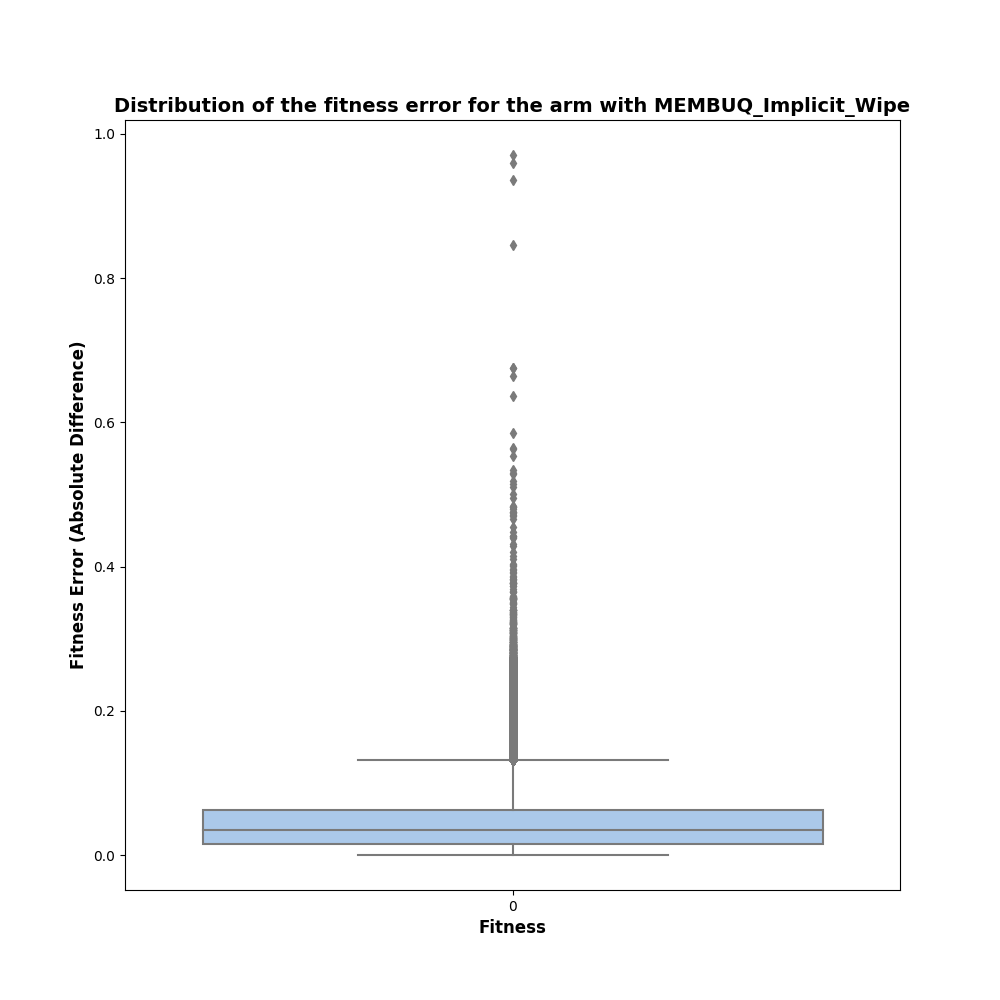 Distribution of the fitness error for the arm with MEMBUQ_Implicit_Wipe
1.0
0.8
0.6
0.4
0.2
0.0
Fitness Error (Absolute Difference)
0
Fitness